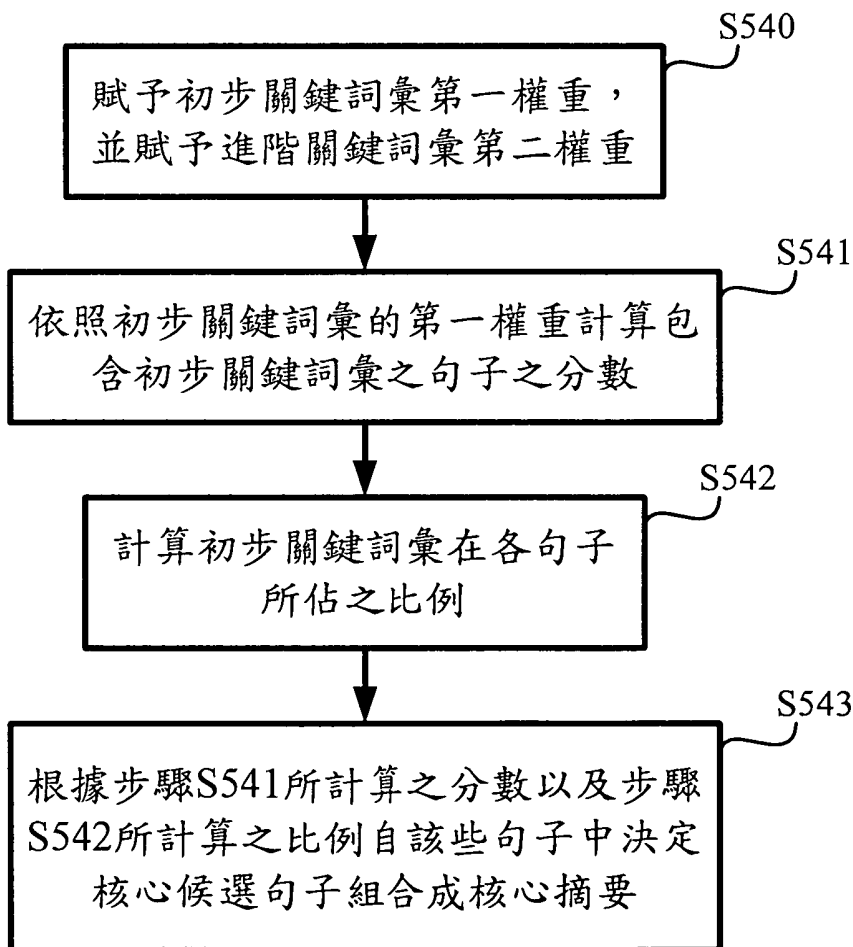 S540
賦予初步關鍵詞彙第一權重，
並賦予進階關鍵詞彙第二權重
S541
依照初步關鍵詞彙的第一權重計算包
含初步關鍵詞彙之句子之分數
S542
計算初步關鍵詞彙在各句子
所佔之比例
S543
根據步驟S541所計算之分數以及步驟
S542所計算之比例自該些句子中決定
核心候選句子組合成核心摘要